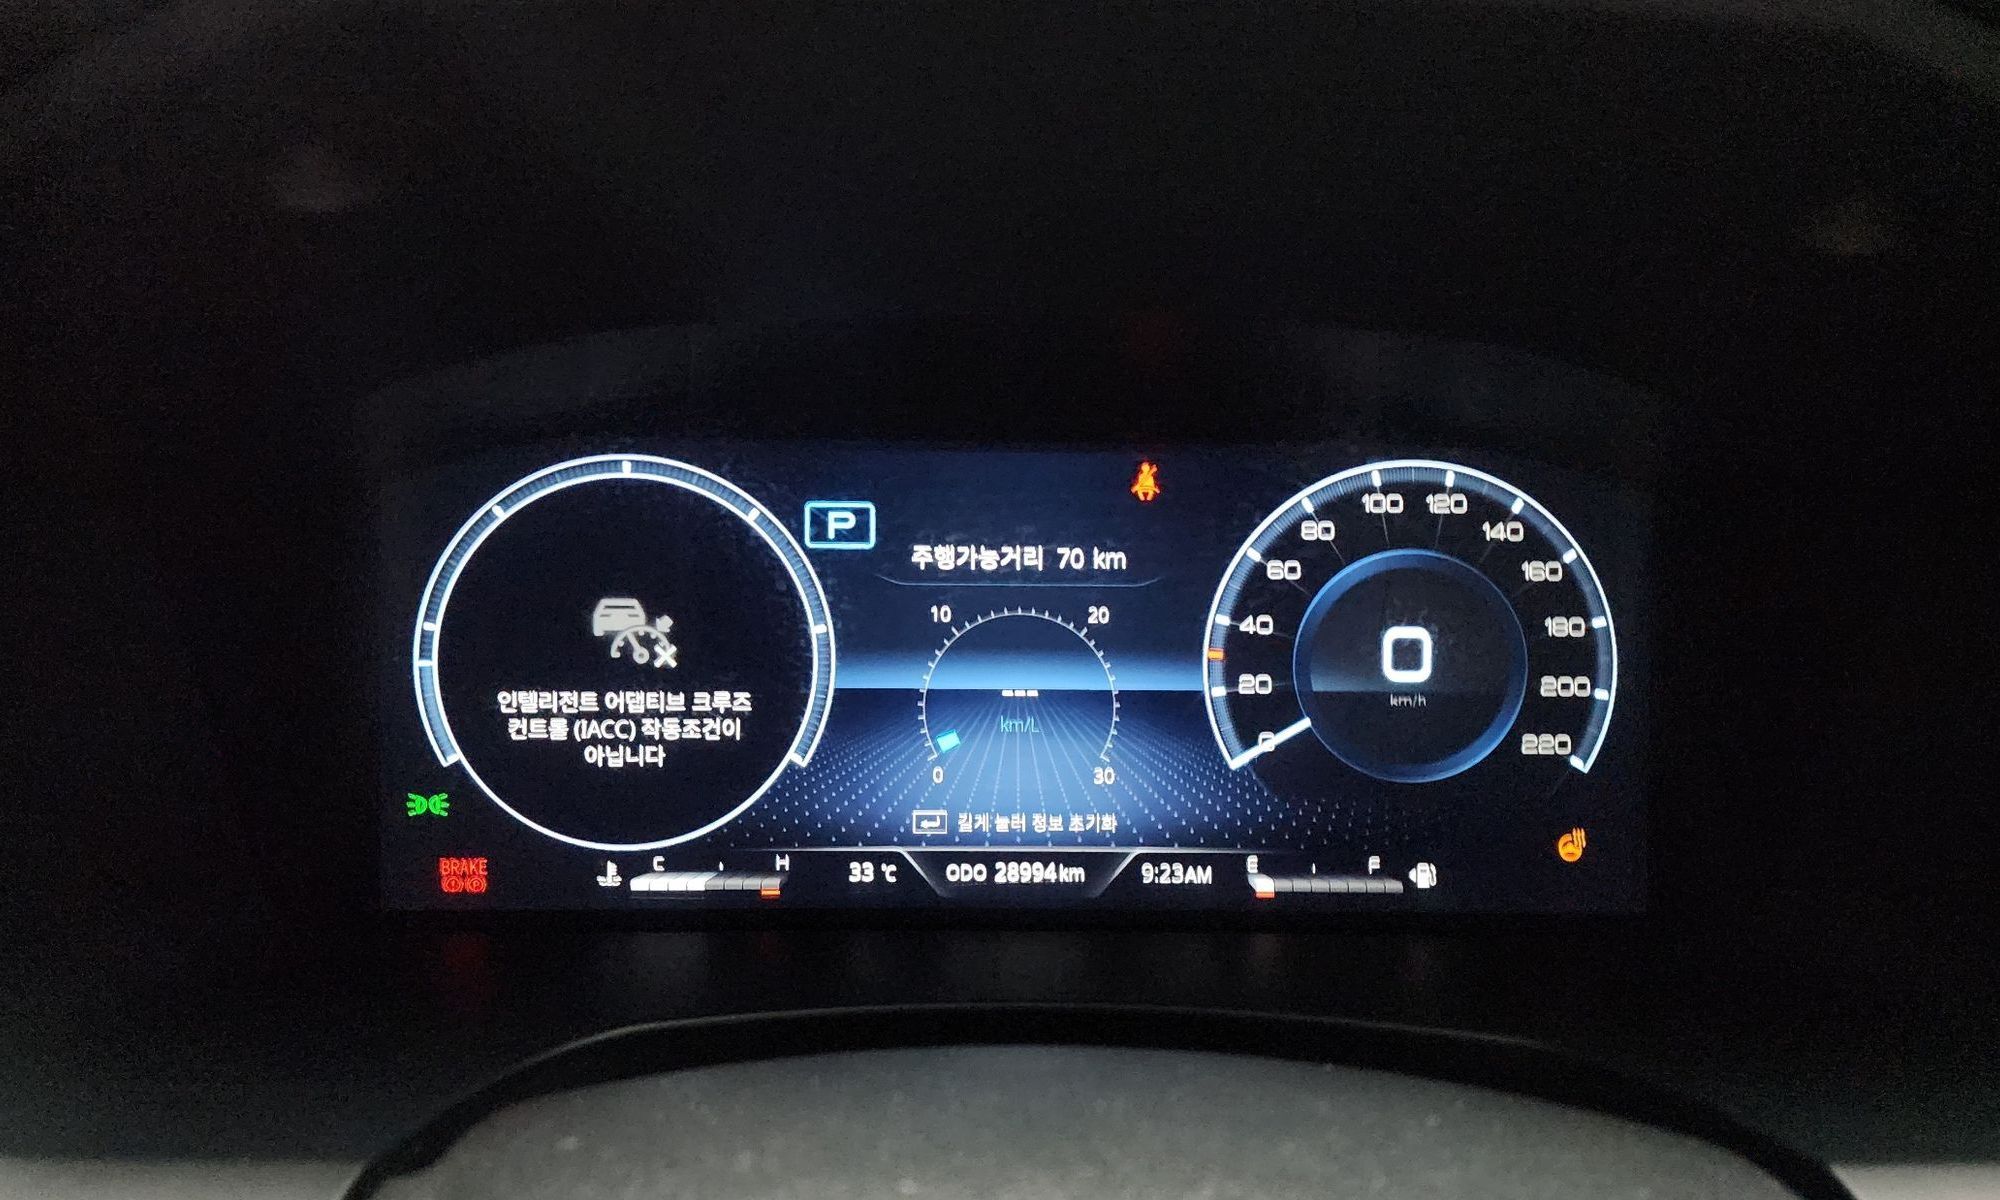 P
주행가능거리 70 km
10
20
---
km/L
0
30
길게 눌러 정보 초기화
인텔리전트 어댑티브 크루즈
컨트롤 (IACC) 작동조건이
아닙니다
0
20
40
60
80
100
120
140
160
180
200
220
0
km/h
BRAKE
C
H
33 ℃
ODO 28994km
9:23AM
E
F